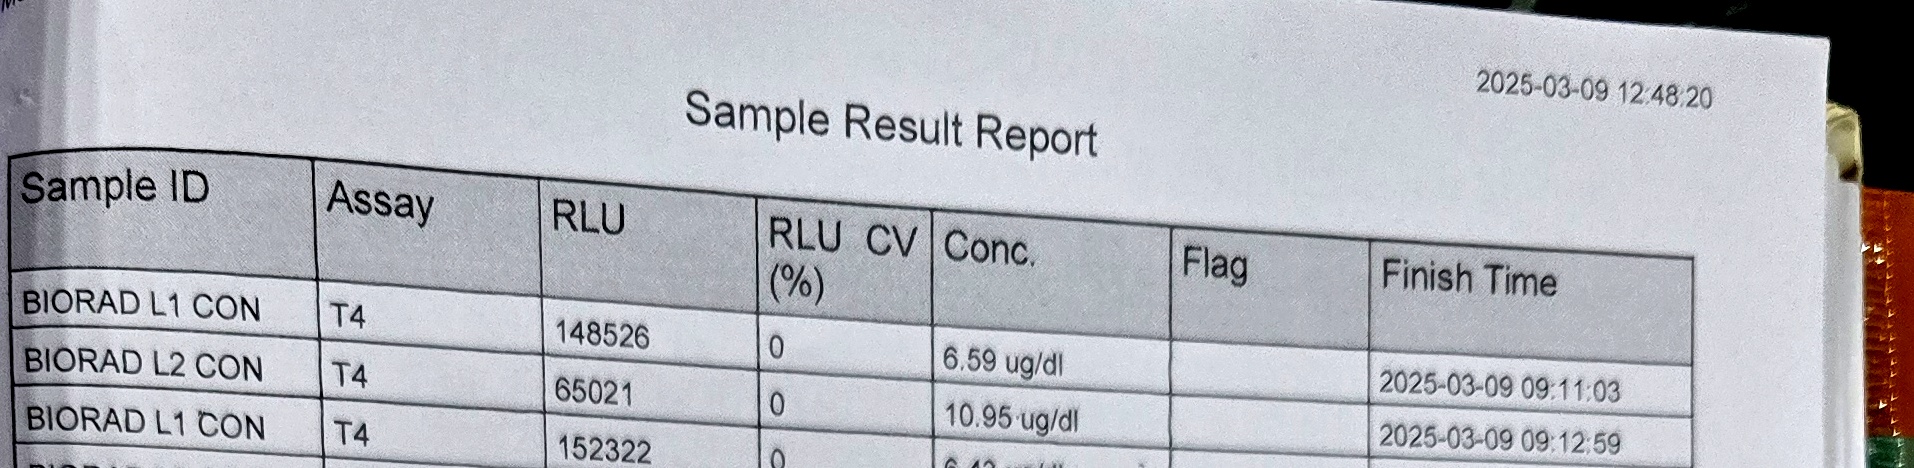 2025-03-09 12:48:20
Sample Result Report
Sample ID Assay RLU RLU CV (%) Conc. Flag Finish Time
BIORAD L1 CON T4 148526 0 6.59 ug/dl 2025-03-09 09:11:03
BIORAD L2 CON T4 65021 0 10.95 ug/dl 2025-03-09 09:12:59
BIORAD L1 CON T4 152322 0